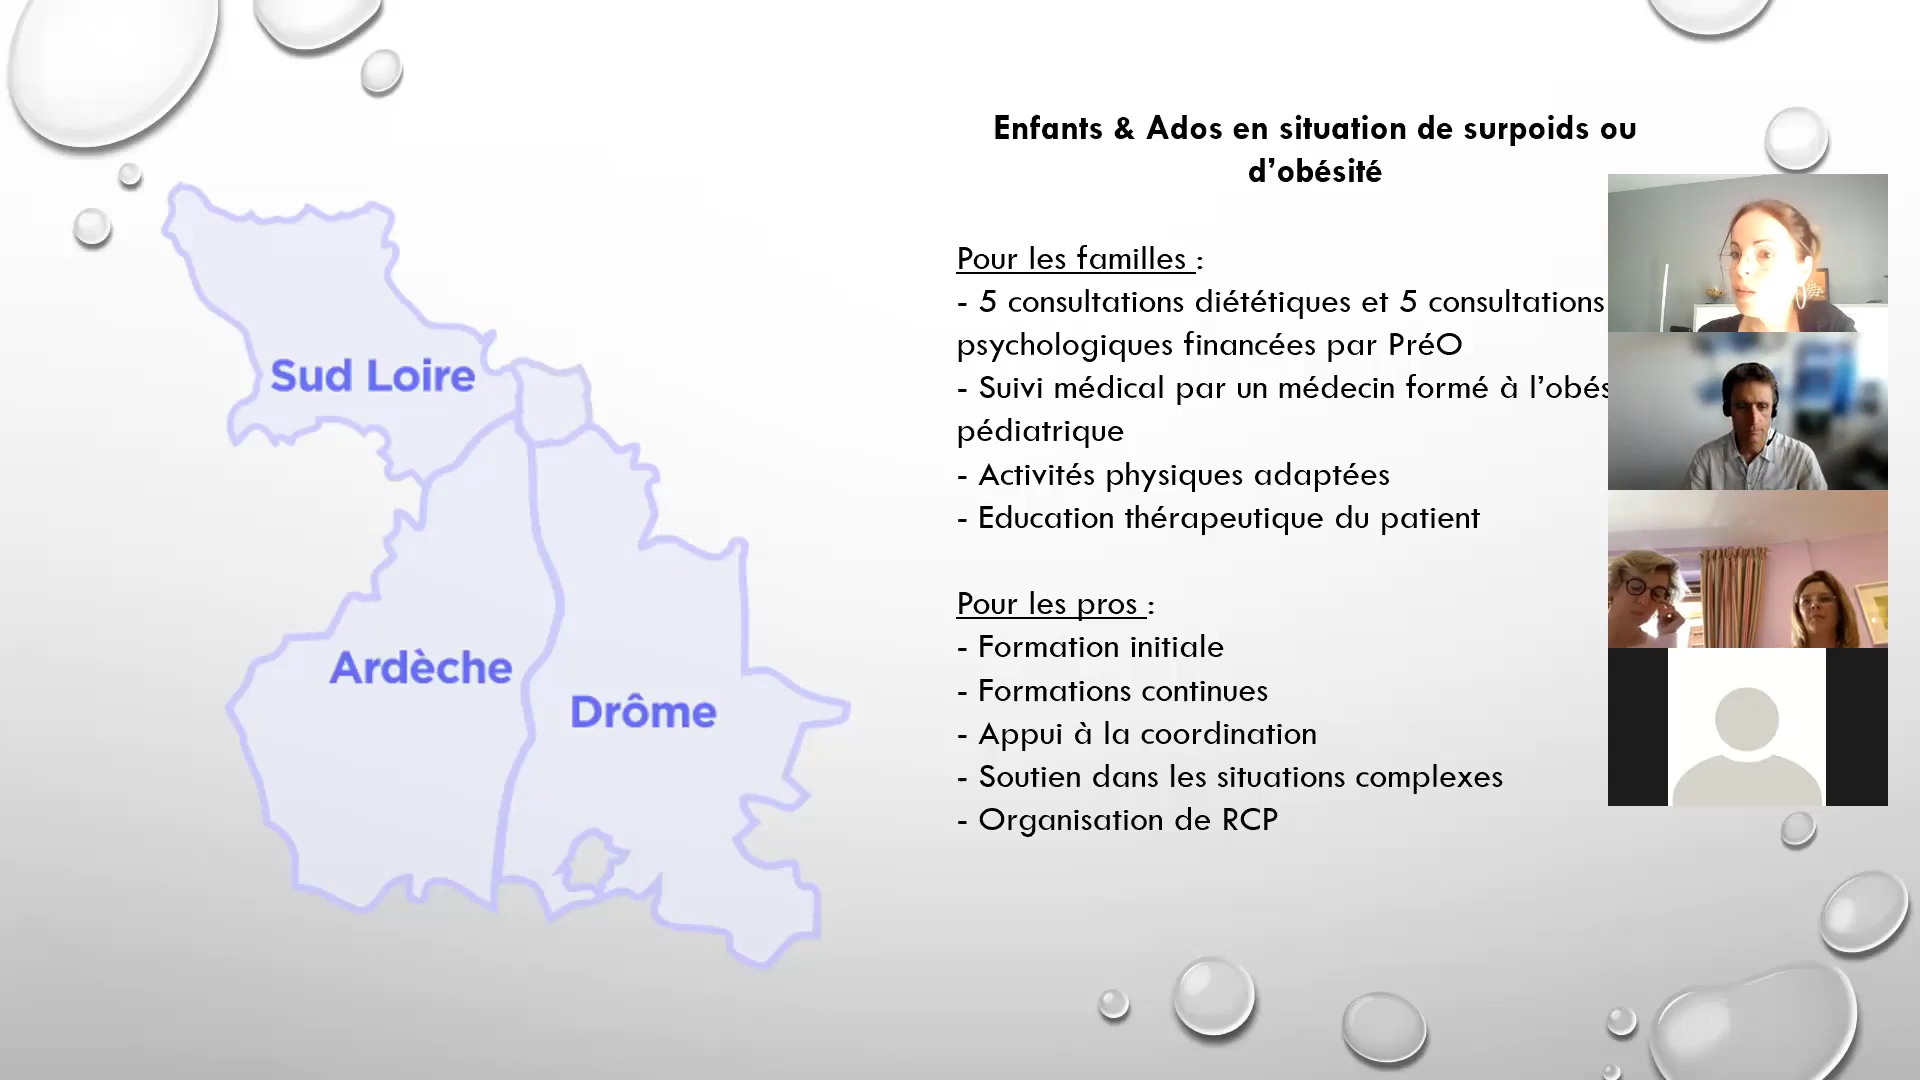 Enfants & Ados en situation de surpoids ou
d’obésité
Pour les familles :
- 5 consultations diététiques et 5 consultations
psychologiques financées par PréO
- Suivi médical par un médecin formé à l’obés
pédiatrique
- Activités physiques adaptées
- Education thérapeutique du patient
Pour les pros :
- Formation initiale
- Formations continues
- Appui à la coordination
- Soutien dans les situations complexes
- Organisation de RCP
Sud Loire
Ardèche
Drôme